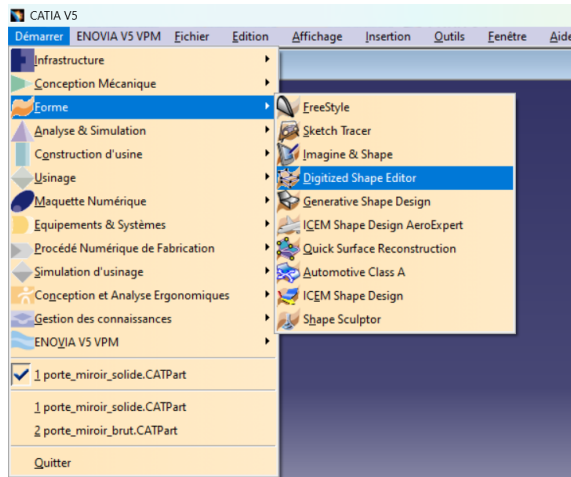 CATIA V5
Démarrer ENOVIA V5 VPM Fichier Edition Affichage Insertion Outils Fenêtre Aide
Infrastructure
Conception Mécanique
Forme
Analyse & Simulation
Construction d'usine
Usinage
Maquette Numérique
Equipements & Systèmes
Procédé Numérique de Fabrication
Simulation d'usinage
Conception et Analyse Ergonomiques
Gestion des connaissances
ENOVIA V5 VPM
1 porte_miroir_solide.CATPart
1 porte_miroir_solide.CATPart
2 porte_miroir_brut.CATPart
Quitter
FreeStyle
Sketch Tracer
Imagine & Shape
Digitized Shape Editor
Generative Shape Design
ICEM Shape Design AeroExpert
Quick Surface Reconstruction
Automotive Class A
ICEM Shape Design
Shape Sculptor